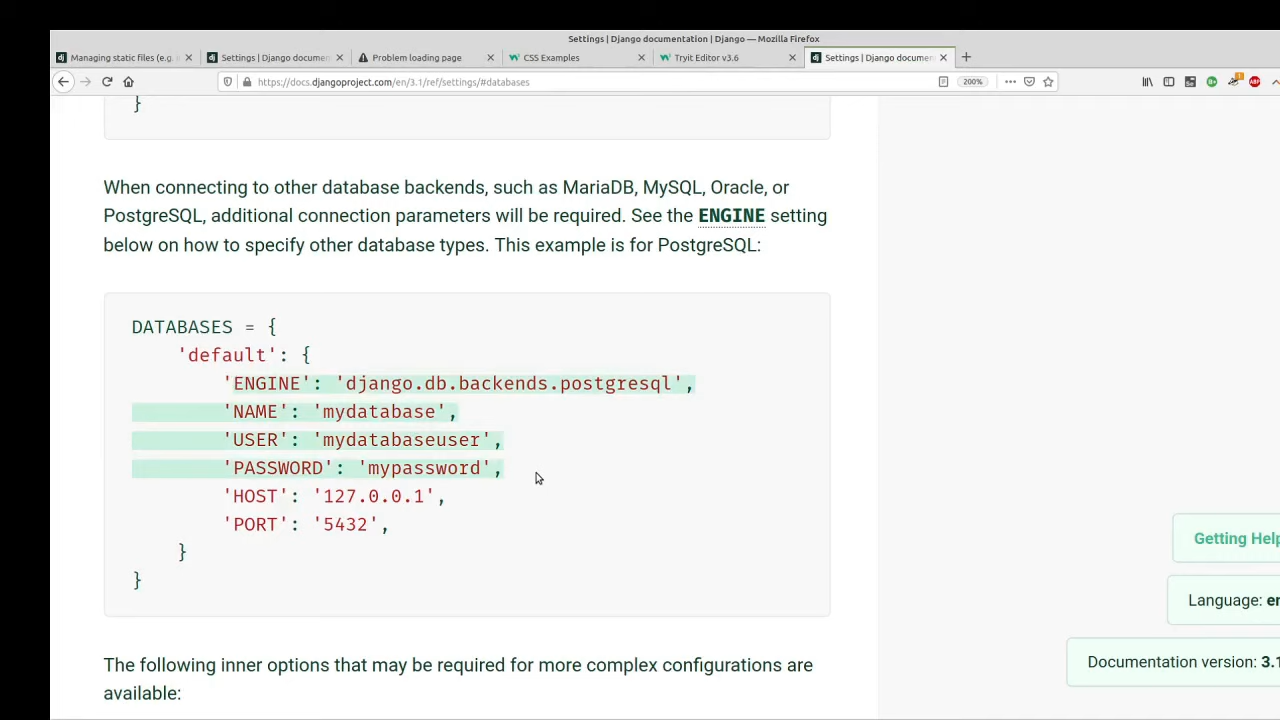 Settings | Django documentation | Django — Mozilla Firefox
Managing static files (e.g. i
Settings | Django documen
Problem loading page
CSS Examples
Tryit Editor v3.6
Settings | Django documen
https://docs.djangoproject.com/en/3.1/ref/settings/#databases
200%
}
When connecting to other database backends, such as MariaDB, MySQL, Oracle, or
PostgreSQL, additional connection parameters will be required. See the ENGINE setting
below on how to specify other database types. This example is for PostgreSQL:
DATABASES = {
'default': {
'ENGINE': 'django.db.backends.postgresql',
'NAME': 'mydatabase',
'USER': 'mydatabaseuser',
'PASSWORD': 'mypassword',
'HOST': '127.0.0.1',
'PORT': '5432',
}
}
Getting Help
Language: en
Documentation version: 3.1
The following inner options that may be required for more complex configurations are
available: